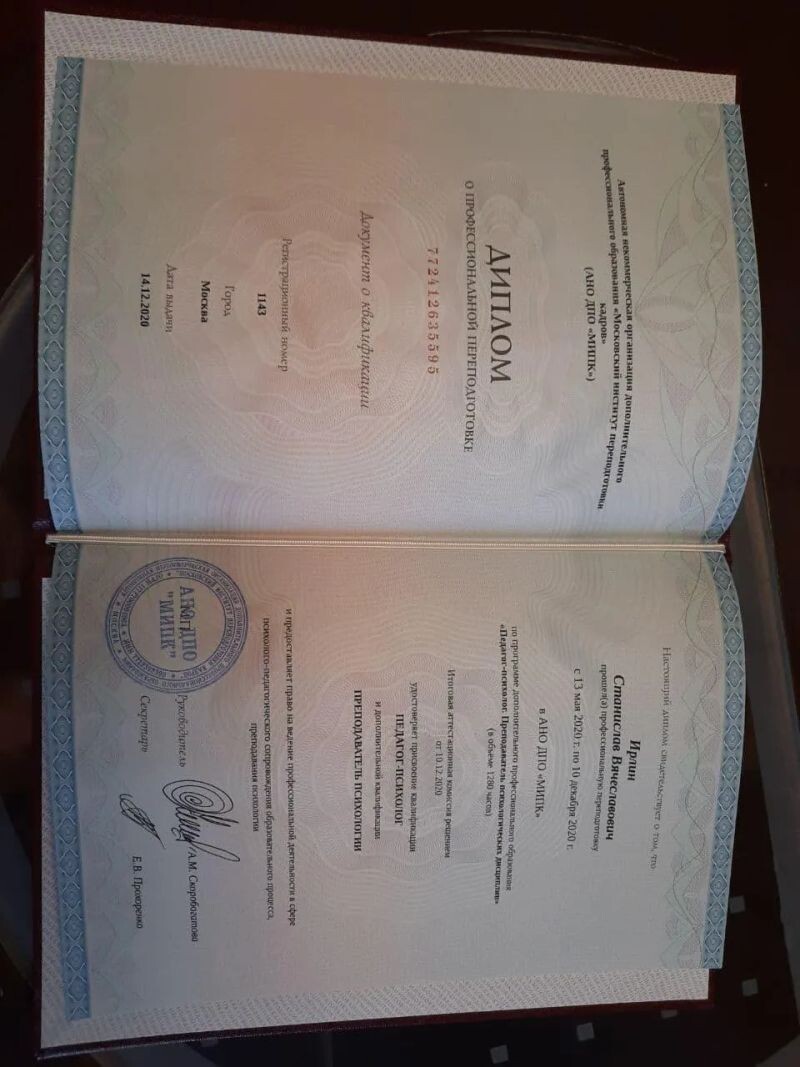 Автономная некоммерческая организация дополнительного
профессионального образования «Московский институт переподготовки
кадров»
(АНО ДПО «МИПК»)
ДИПЛОМ
О ПРОФЕССИОНАЛЬНОЙ ПЕРЕПОДГОТОВКЕ
772412635595
Документ о квалификации
Регистрационный номер
1143
Город
Москва
Дата выдачи
14.12.2020
Настоящий диплом свидетельствует о том, что
Ирлин
Станислав Вячеславович
прошел(а) профессиональную переподготовку
с 13 мая 2020 г. по 10 декабря 2020 г.
в АНО ДПО «МИПК»
по программе дополнительного профессионального образования
«Педагог-психолог. Преподаватель психологических дисциплин»
(в объеме 1280 часов)
Итоговая аттестационная комиссия решением
от 10.12.2020
удостоверяет присвоение квалификации
ПЕДАГОГ-ПСИХОЛОГ
и дополнительной квалификации
ПРЕПОДАВАТЕЛЬ ПСИХОЛОГИИ
и предоставляет право на ведение профессиональной деятельности в сфере
психолого-педагогического сопровождения образовательного процесса,
преподавания психологии
Руководитель А.М. Скоробогатова
Секретарь Е.В. Прохоренко
АНО ДПО
"МИПК"